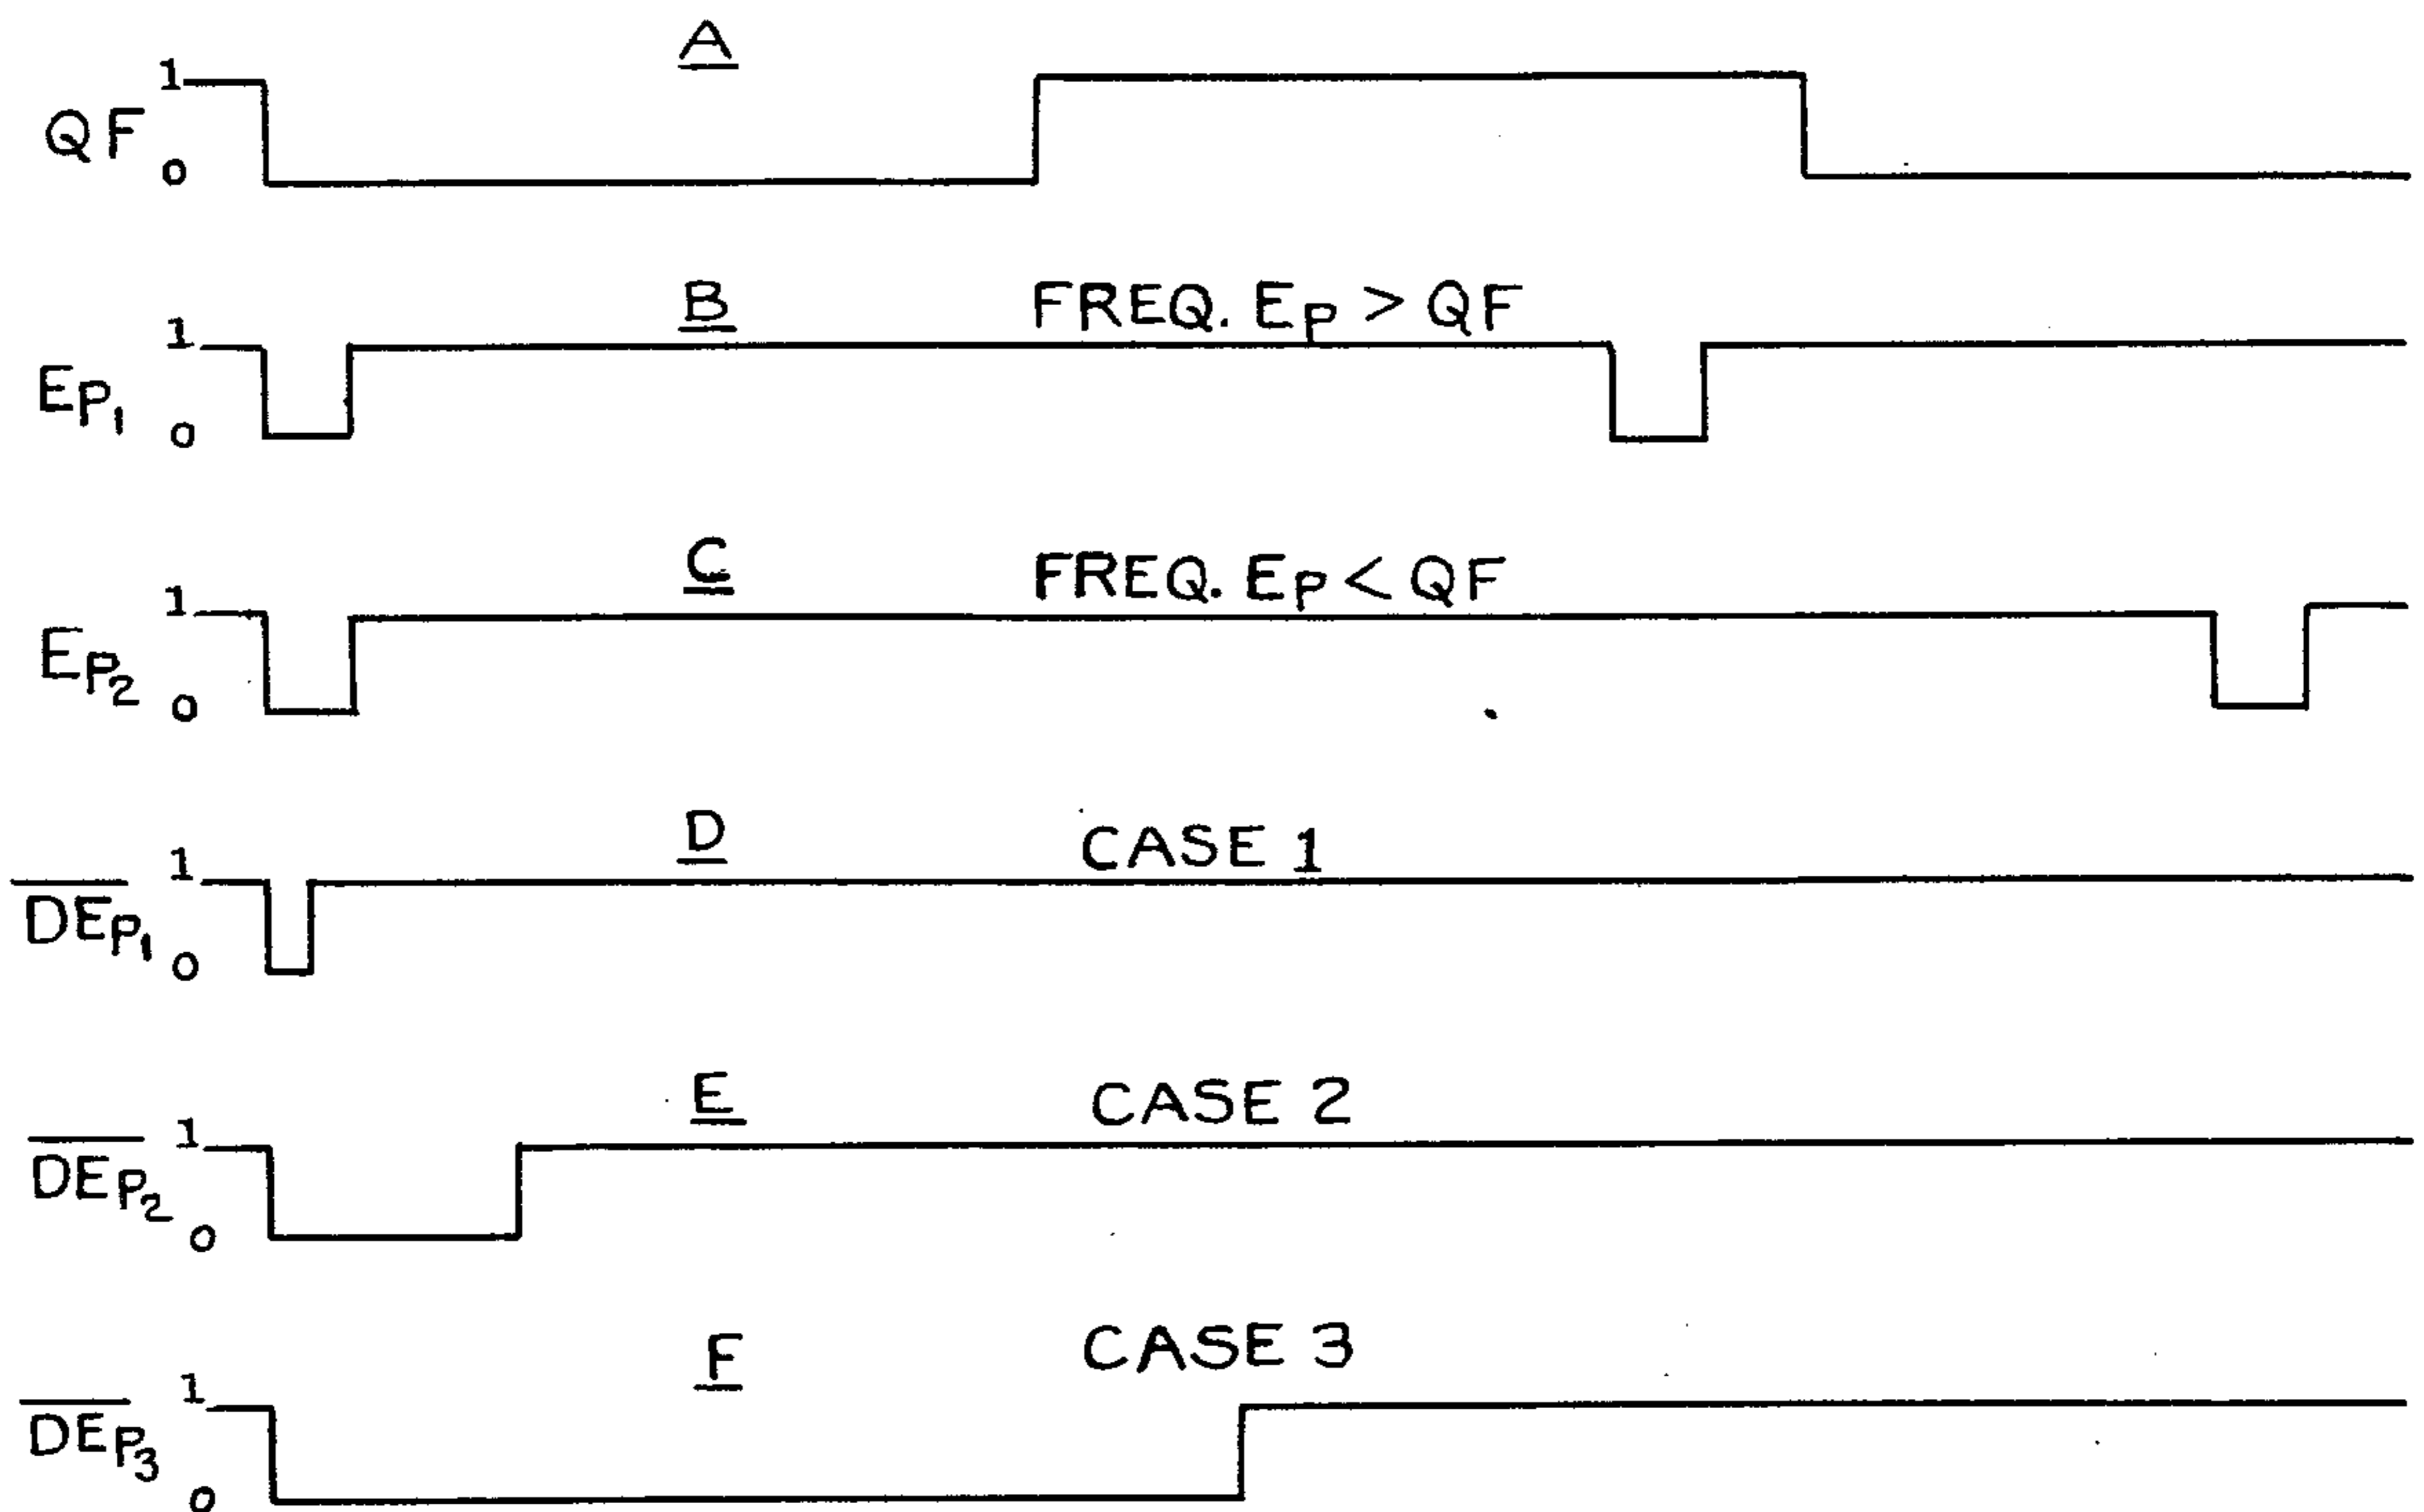 A
1
QF
0
B FREQ. EP > QF
1
EP1
0
C FREQ. EP < QF
1
EP2
0
D CASE 1
1
DEP1
0
E CASE 2
1
DEP2
0
F CASE 3
1
DEP3
0